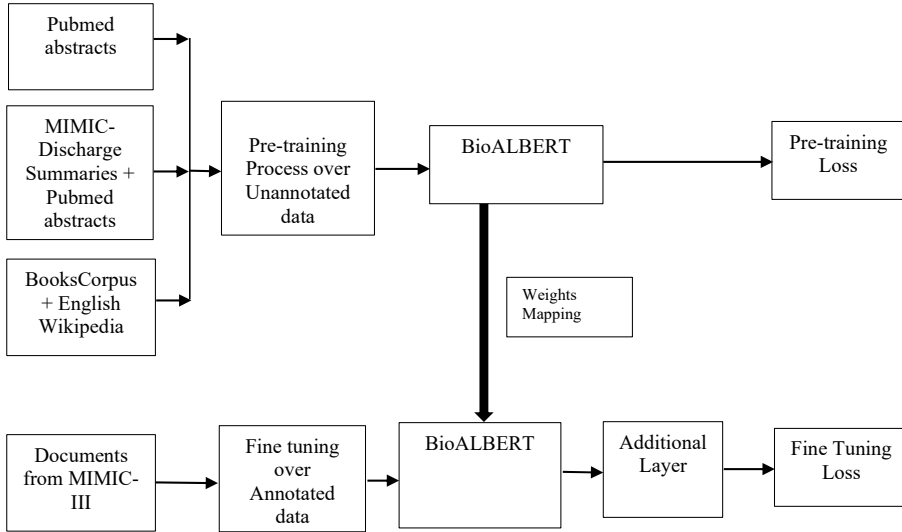 Pubmed
abstracts
MIMIC-
Discharge
Summaries +
Pubmed
abstracts
BooksCorpus
+ English
Wikipedia
Pre-training
Process over
Unannotated
data
BioALBERT
Pre-training
Loss
Weights
Mapping
Documents
from MIMIC-
III
Fine tuning
over
Annotated
data
BioALBERT
Additional
Layer
Fine Tuning
Loss